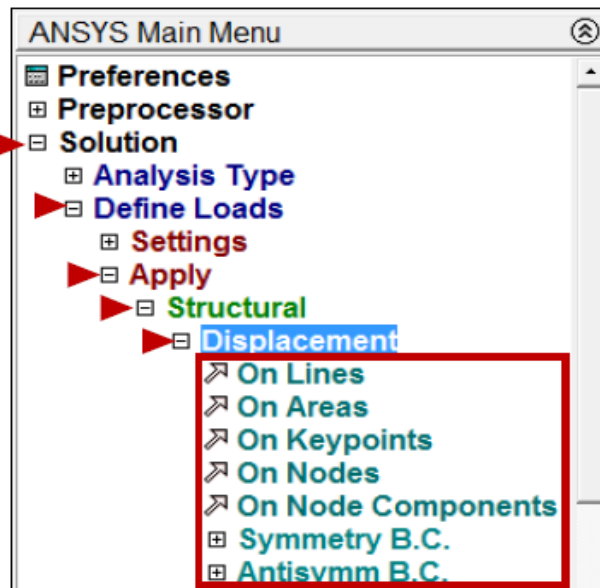 ANSYS Main Menu
Preferences
Preprocessor
Solution
Analysis Type
Define Loads
Settings
Apply
Structural
Displacement
On Lines
On Areas
On Keypoints
On Nodes
On Node Components
Symmetry B.C.
Antisymm B.C.